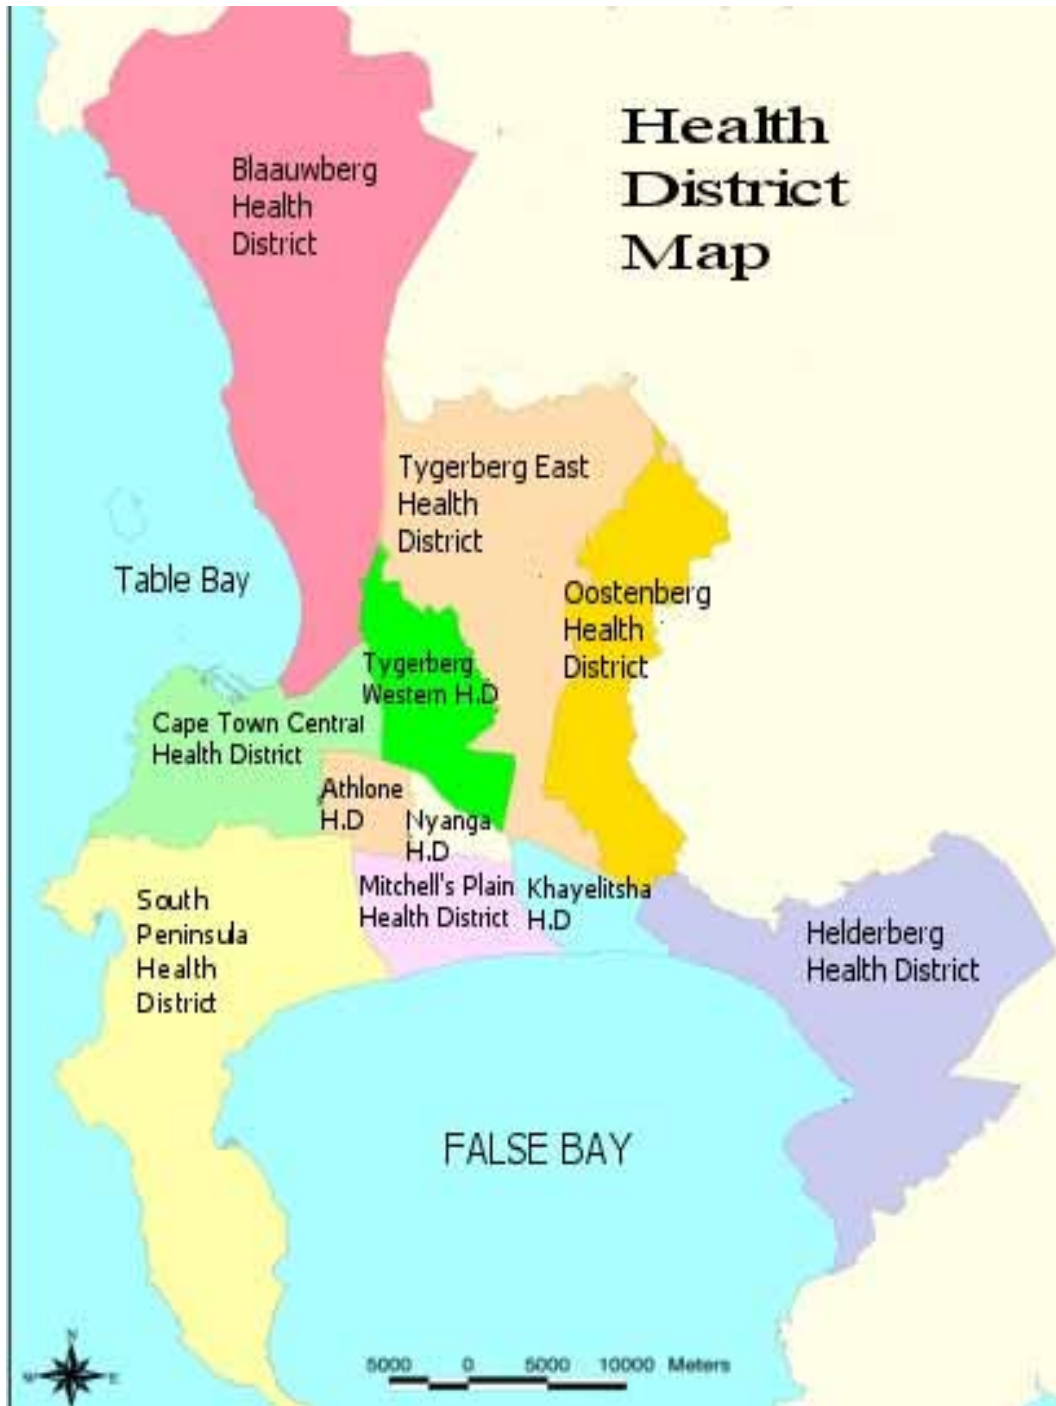 Health
District
Map
Blaauwberg
Health
District
Tygerberg East
Health
District
Table Bay
Oostenberg
Health
District
Tygerberg
Western H.D
Cape Town Central
Health District
Athlone
H.D
Nyanga
H.D
Mitchell's Plain
Health District
Khayelitsha
H.D
South
Peninsula
Health
District
Helderberg
Health District
FALSE BAY
N
W
E
5000 0 5000 10000 Meters